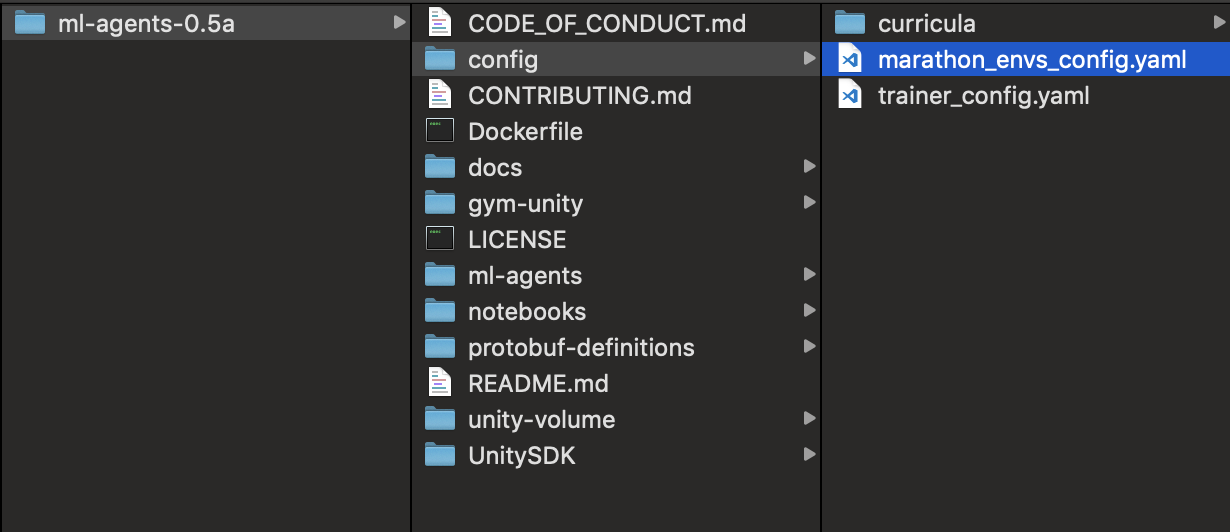 ml-agents-0.5a
CODE_OF_CONDUCT.md
config
CONTRIBUTING.md
Dockerfile
docs
gym-unity
LICENSE
ml-agents
notebooks
protobuf-definitions
README.md
unity-volume
UnitySDK
curricula
marathon_envs_config.yaml
trainer_config.yaml